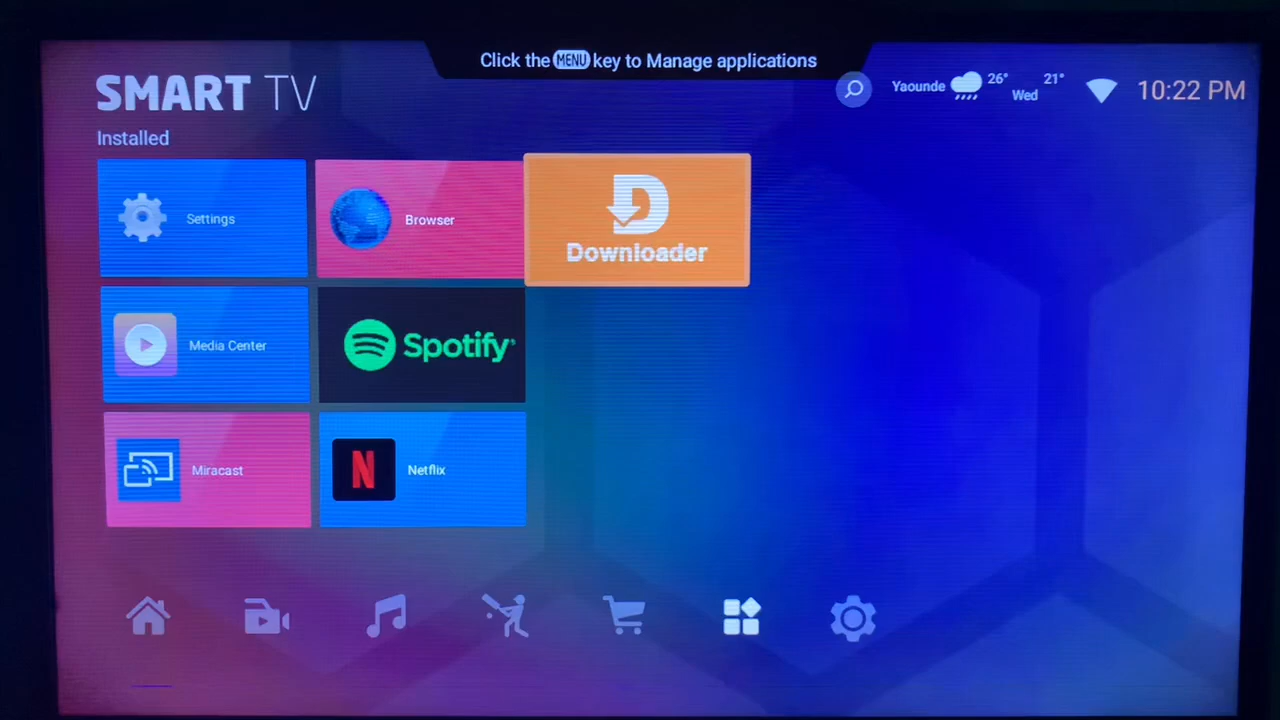 Click the MENU key to Manage applications
SMART TV
Yaounde 26° Wed 21° 10:22 PM
Installed
Settings
Browser
Downloader
Media Center
Spotify
Miracast
N Netflix